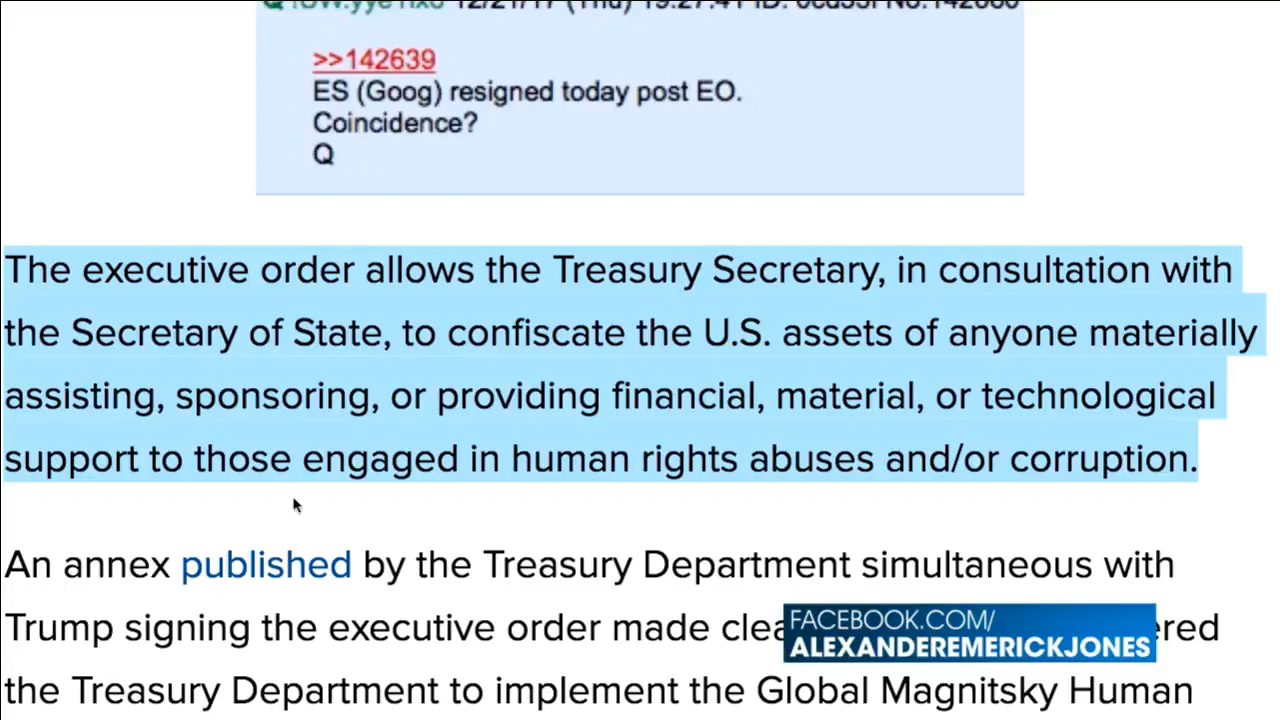 >>142639
ES (Goog) resigned today post EO.
Coincidence?
Q
The executive order allows the Treasury Secretary, in consultation with
the Secretary of State, to confiscate the U.S. assets of anyone materially
assisting, sponsoring, or providing financial, material, or technological
support to those engaged in human rights abuses and/or corruption.
An annex published by the Treasury Department simultaneous with
Trump signing the executive order made
FACEBOOK.COM/
ALEXANDEREMERICKJONES
the Treasury Department to implement the Global Magnitsky Human